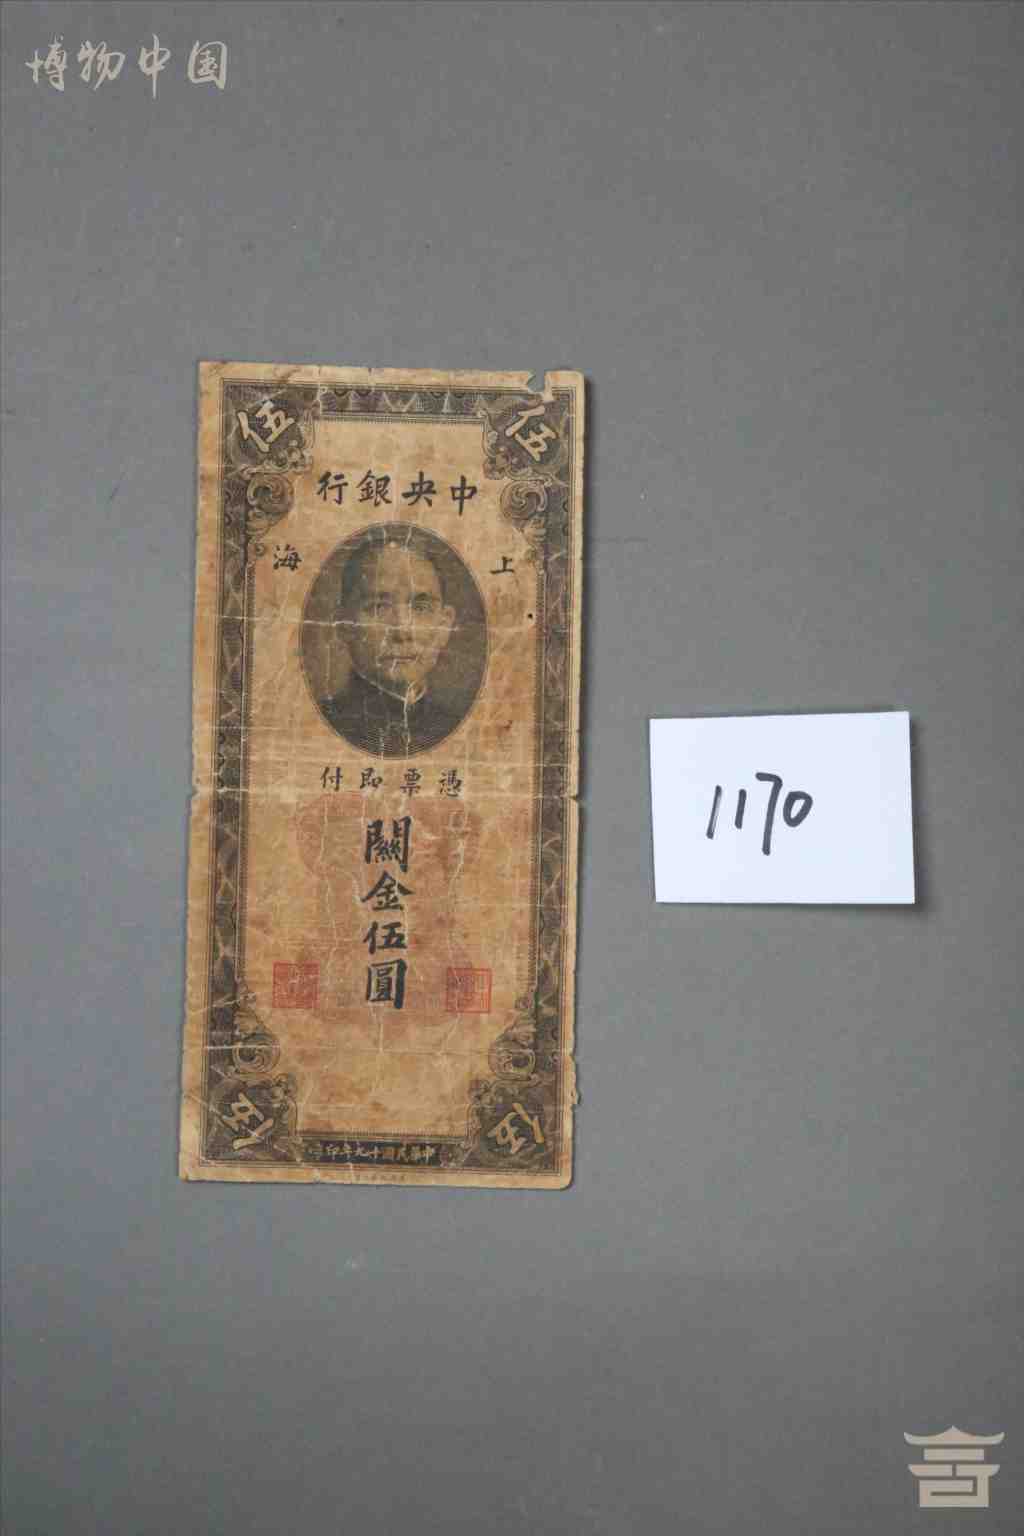 博物中国
伍 伍
中央銀行
上海
憑票即付
關金伍圓
伍 伍
中華民國十九年印
1170